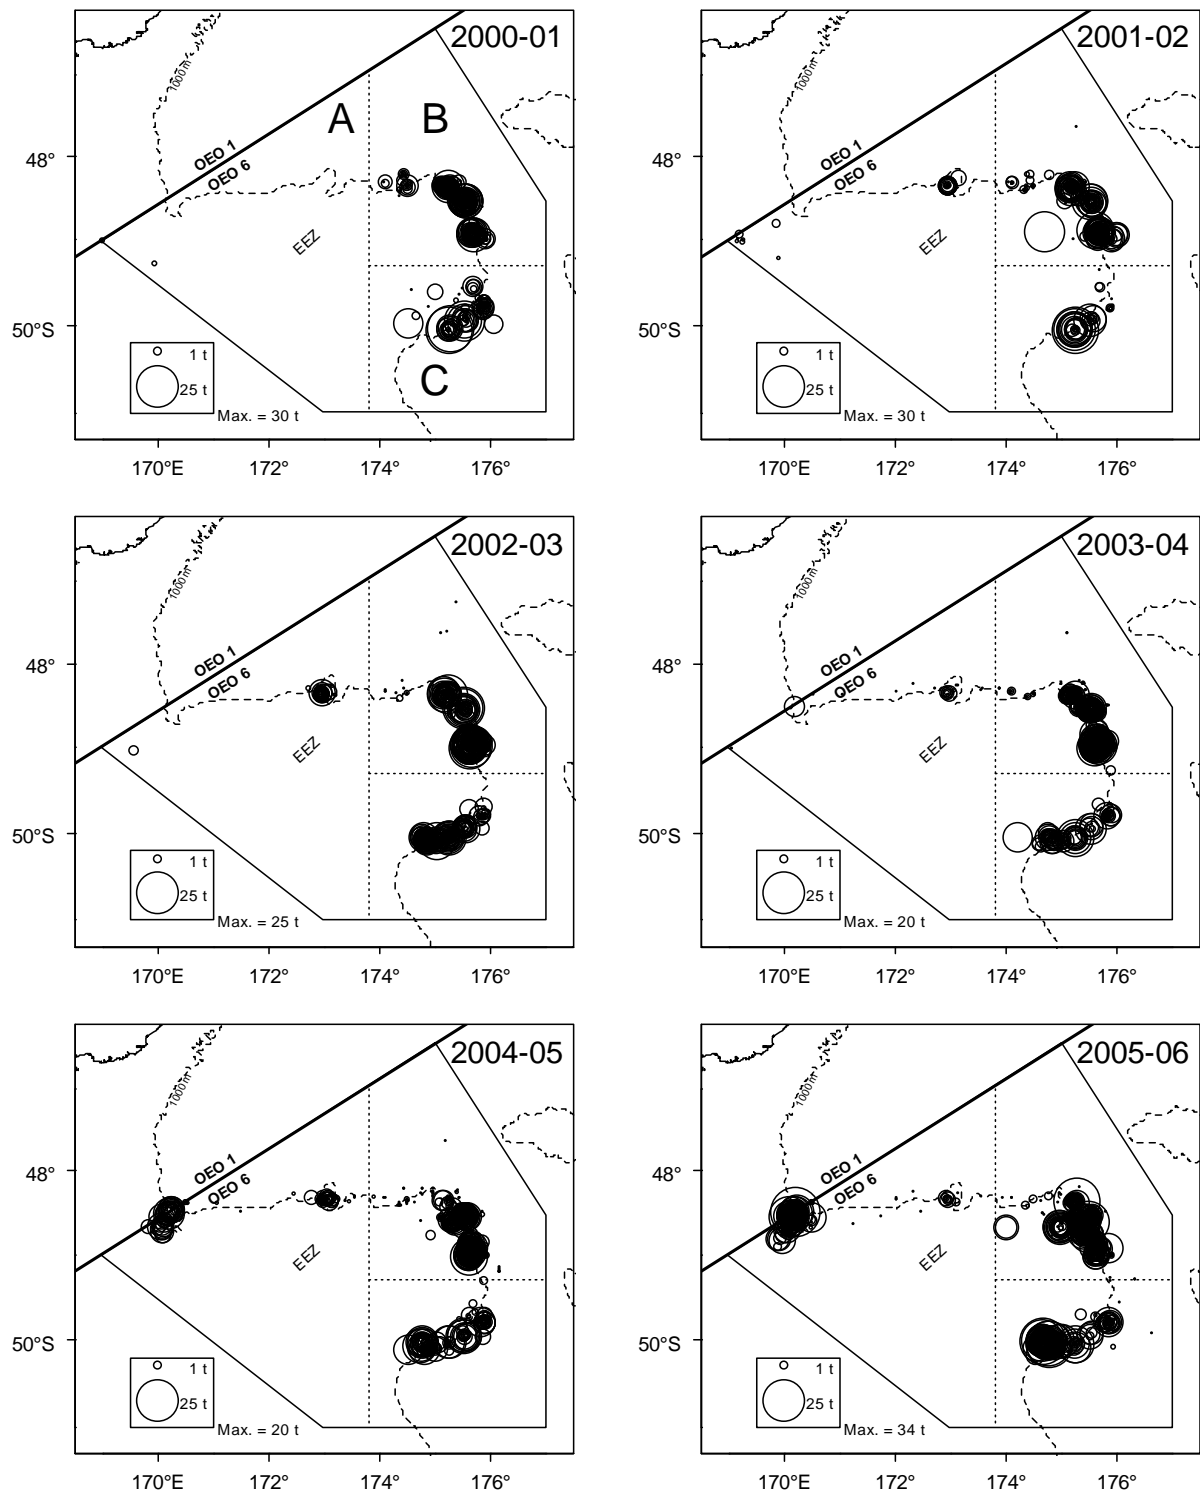 2000-01
1000 m
A
B
48°
OEO 1
OEO 6
EEZ
50°S
1 t
25 t
C
Max. = 30 t
170°E 172° 174° 176°
2001-02
1000 m
48°
OEO 1
OEO 6
EEZ
50°S
1 t
25 t
Max. = 30 t
170°E 172° 174° 176°
2002-03
1000 m
48°
OEO 1
OEO 6
EEZ
50°S
1 t
25 t
Max. = 25 t
170°E 172° 174° 176°
2003-04
1000 m
48°
OEO 1
OEO 6
EEZ
50°S
1 t
25 t
Max. = 20 t
170°E 172° 174° 176°
2004-05
1000 m
48°
OEO 1
OEO 6
EEZ
50°S
1 t
25 t
Max. = 20 t
170°E 172° 174° 176°
2005-06
1000 m
48°
OEO 1
OEO 6
EEZ
50°S
1 t
25 t
Max. = 34 t
170°E 172° 174° 176°